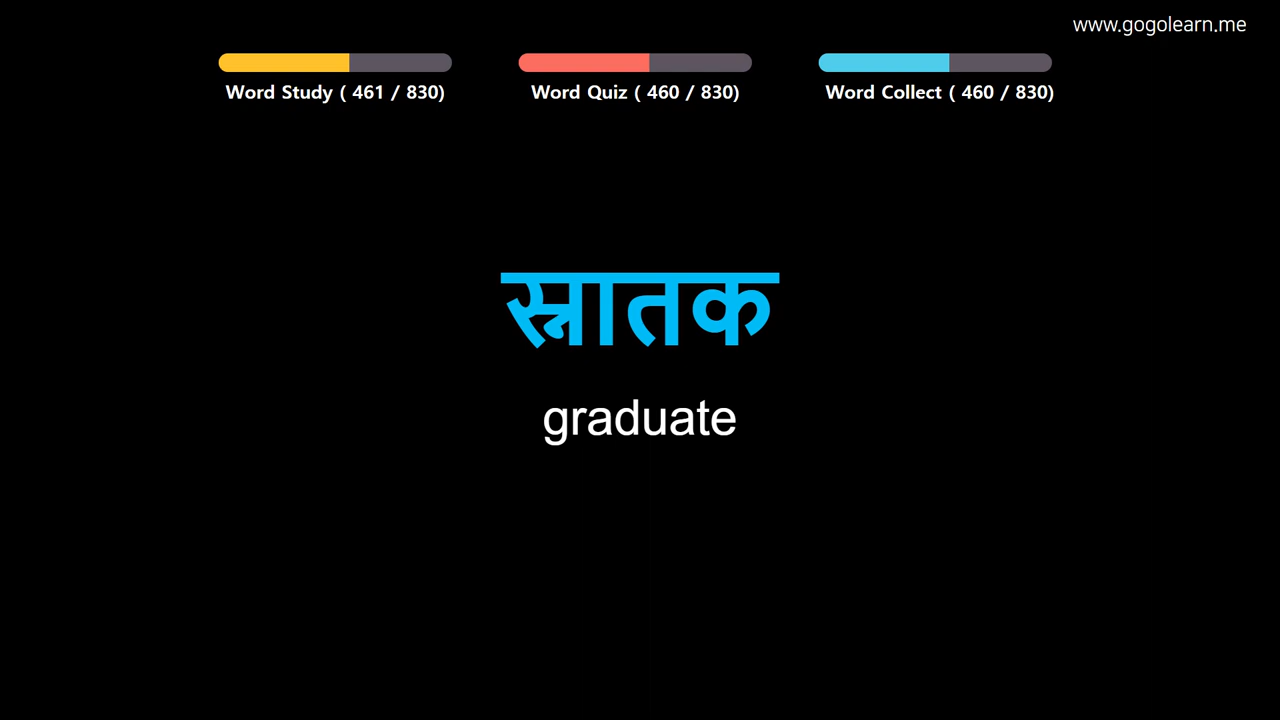 www.gogolearn.me
Word Study ( 461 / 830)
Word Quiz ( 460 / 830)
Word Collect ( 460 / 830)
स्नातक
graduate